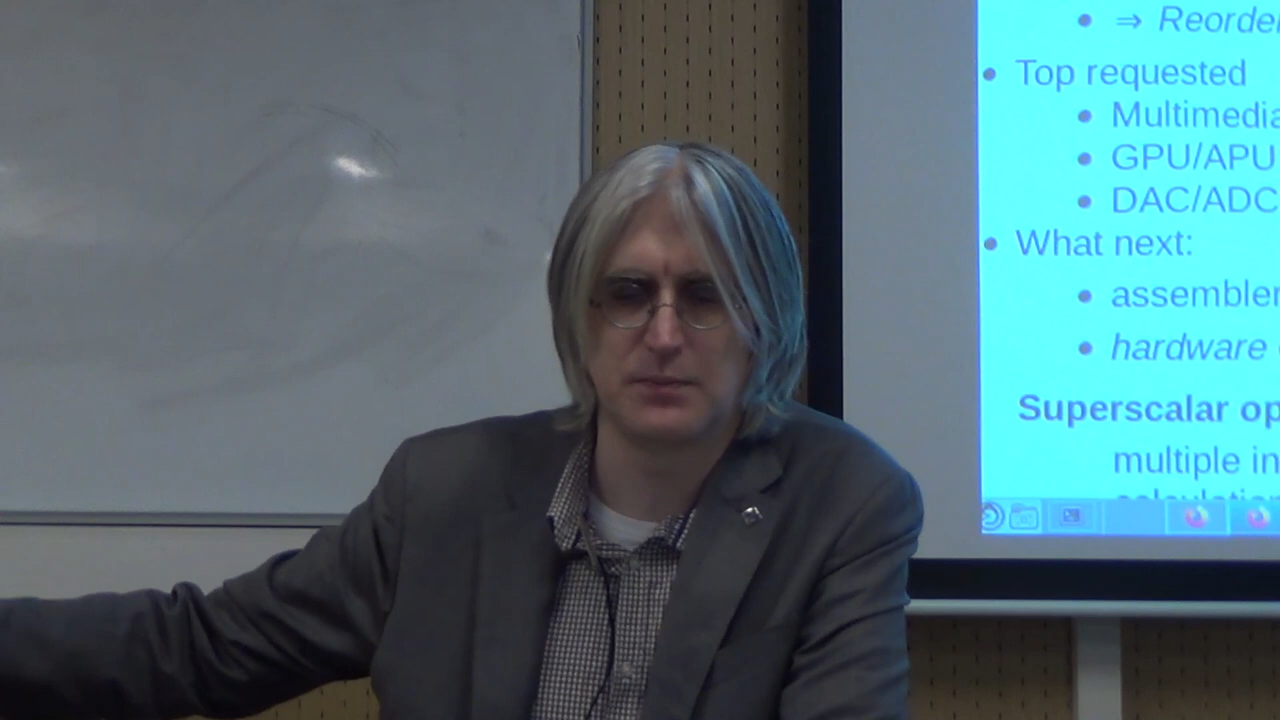 ⇒ Reorder
Top requested
Multimedia
GPU/APU
DAC/ADC
What next:
assembler
hardware
Superscalar op
multiple in